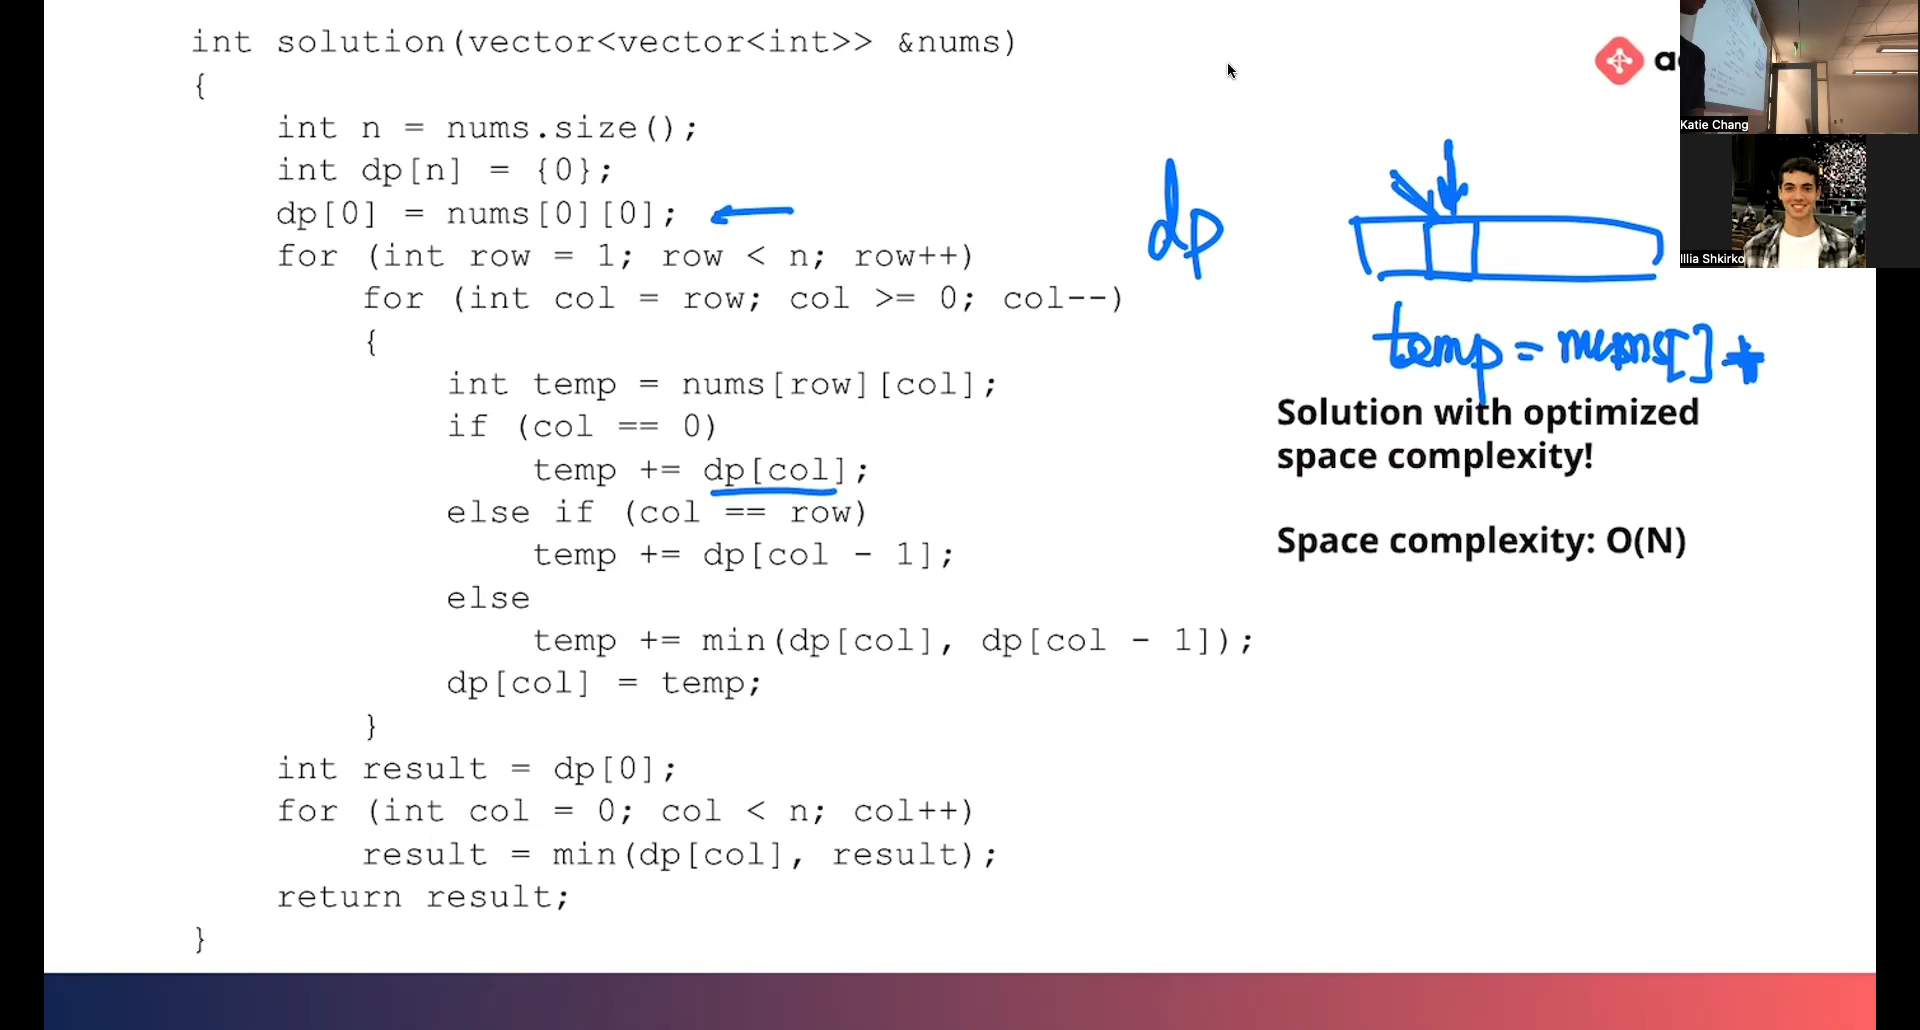 int solution(vector<vector<int>> &nums)
{
int n = nums.size();
int dp[n] = {0};
dp[0] = nums[0][0];
for (int row = 1; row < n; row++)
for (int col = row; col >= 0; col--)
{
int temp = nums[row][col];
if (col == 0)
temp += dp[col];
else if (col == row)
temp += dp[col - 1];
else
temp += min(dp[col], dp[col - 1]);
dp[col] = temp;
}
int result = dp[0];
for (int col = 0; col < n; col++)
result = min(dp[col], result);
return result;
}
dp
temp = nums[] +
Solution with optimized
space complexity!
Space complexity: O(N)
a
Katie Chang
Illia Shkirko